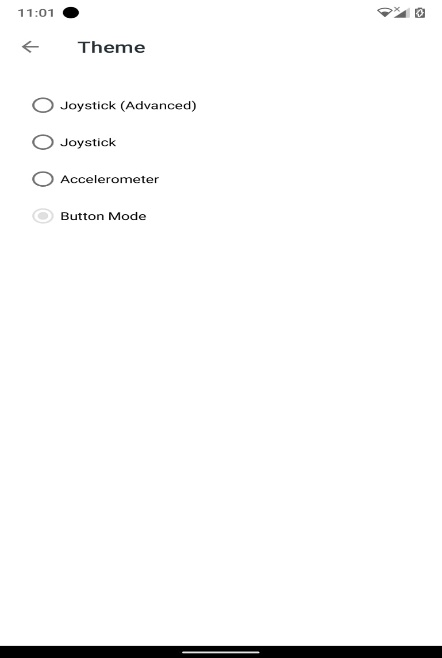 11:01
Theme
Joystick (Advanced)
Joystick
Accelerometer
Button Mode